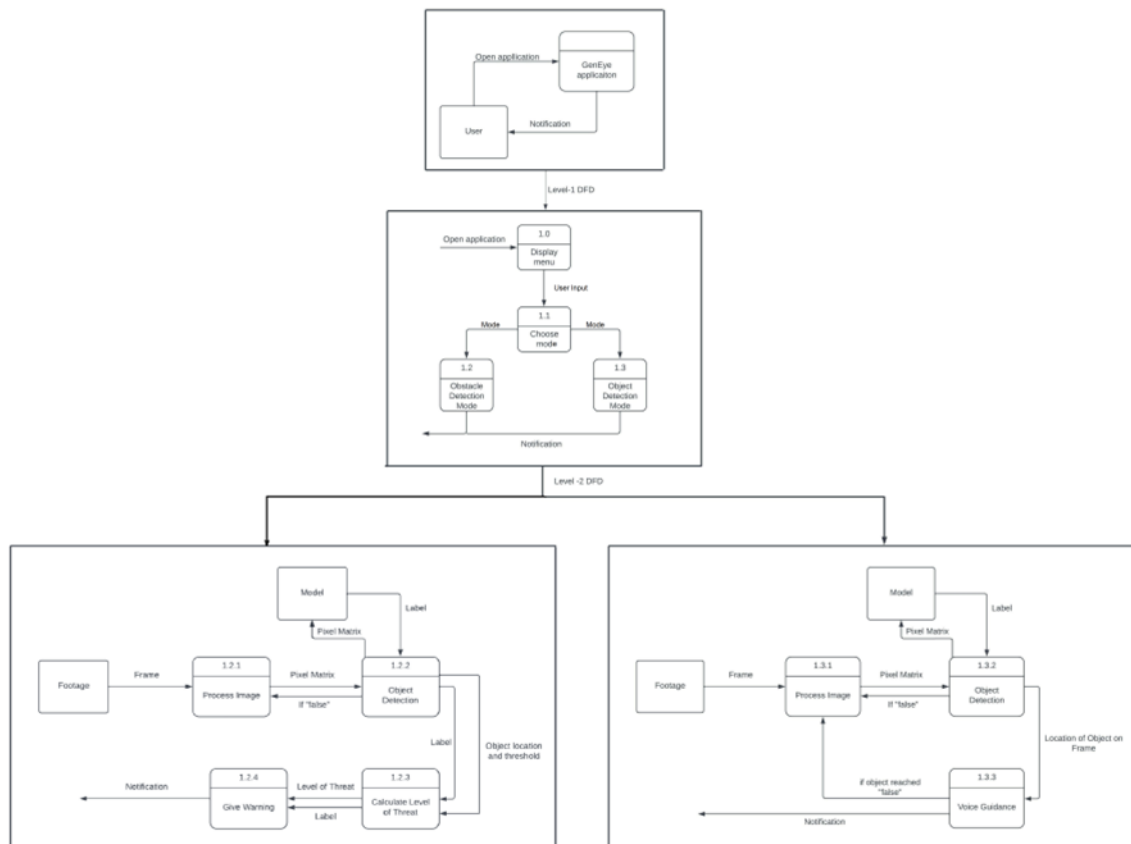 Open appllication
GenEye
applicaiton
User
Notification
Level-1 DFD
Open application
1.0
Display
menu
User Input
1.1
Choose
mode
Mode
Mode
1.2
Obstacle
Detection
Mode
1.3
Object
Detection
Mode
Notification
Level -2 DFD
Model
Label
Pixel Matrix
Footage
Frame
1.2.1
Process Image
Pixel Matrix
If "false"
1.2.2
Object
Detection
Label
Object location
and threshold
Notification
1.2.4
Give Warning
Level of Threat
Label
1.2.3
Calculate Level
of Threat
Model
Label
Pixel Matrix
Footage
Frame
1.3.1
Process Image
Pixel Matrix
If "false"
1.3.2
Object
Detection
Location of Object on
Frame
if object reached
"false"
1.3.3
Voice Guidance
Notification